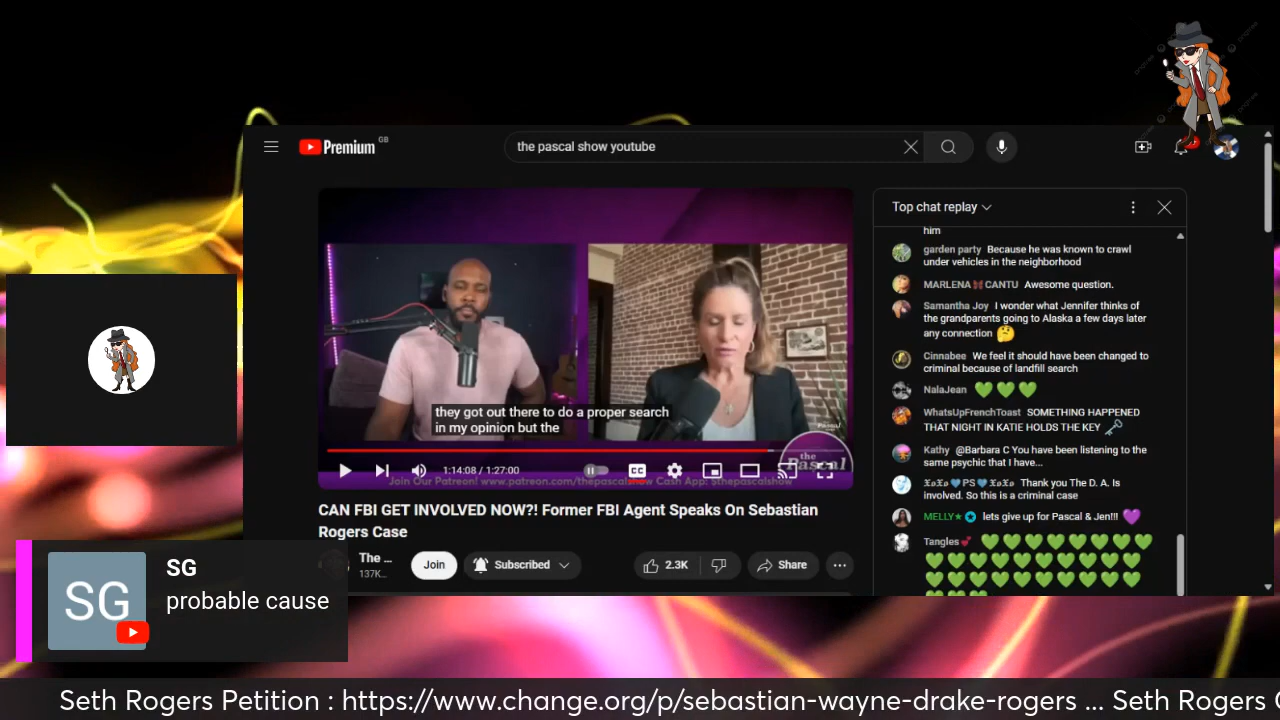 Premium GB
the pascal show youtube
Top chat replay
him
garden party Because he was known to crawl
under vehicles in the neighborhood
MARLENA CANTU Awesome question.
Samantha Joy I wonder what Jennifer thinks of
the grandparents going to Alaska a few days later
any connection 🤔
Cinnabee We feel it should have been changed to
criminal because of landfill search
NalaJean 💚💚💚
WhatsUpFrenchToast SOMETHING HAPPENED
THAT NIGHT IN KATIE HOLDS THE KEY 🗝️
Kathy @Barbara C You have been listening to the
same psychic that I have...
PS Thank you The D. A. Is
involved. So this is a criminal case
MELLY★ lets give up for Pascal & Jen!!! 💜
Tangles💕
they got out there to do a proper search
in my opinion but the
1:14:08 / 1:27:00
CC
the Pascal
Join Our Patreon! www.patreon.com/thepascalshow Cash App: $thepascalshow
CAN FBI GET INVOLVED NOW?! Former FBI Agent Speaks On Sebastian
Rogers Case
The ...
137K...
Join
Subscribed
2.3K
Share
SG
SG
probable cause
Seth Rogers Petition : https://www.change.org/p/sebastian-wayne-drake-rogers ... Seth Rogers